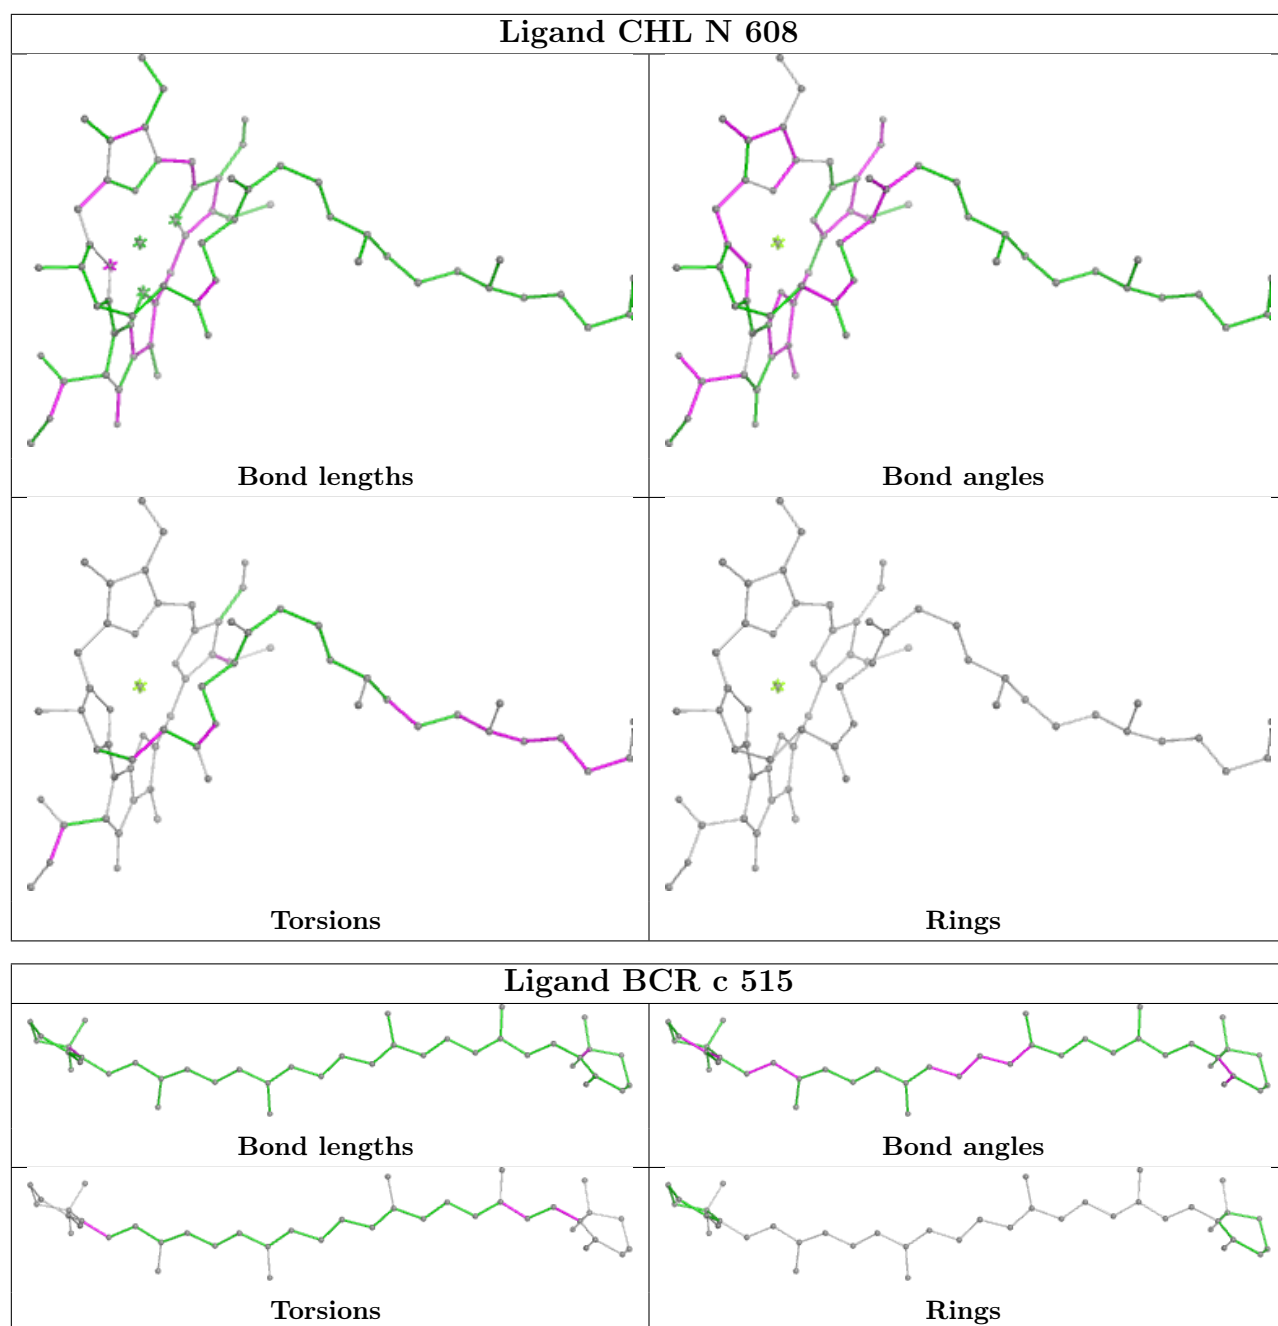 Ligand CHL N 608
Bond lengths
Bond angles
Torsions
Rings
Ligand BCR c 515
Bond lengths
Bond angles
Torsions
Rings